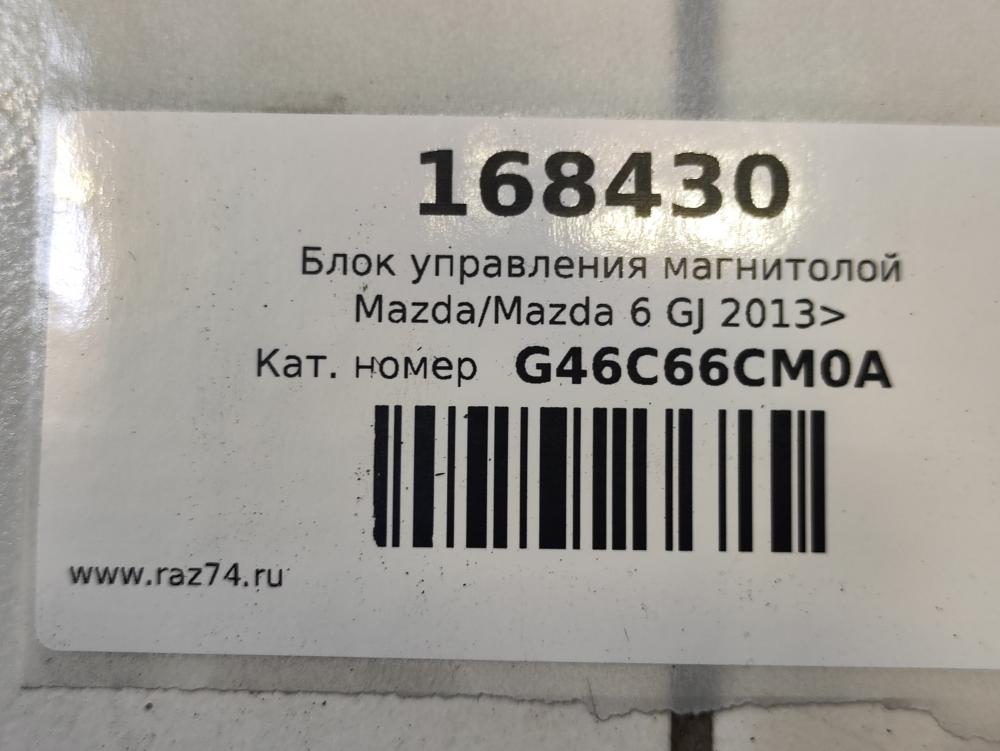 168430
Блок управления магнитолой
Mazda/Mazda 6 GJ 2013>
Кат. номер G46C66CM0A
www.raz74.ru